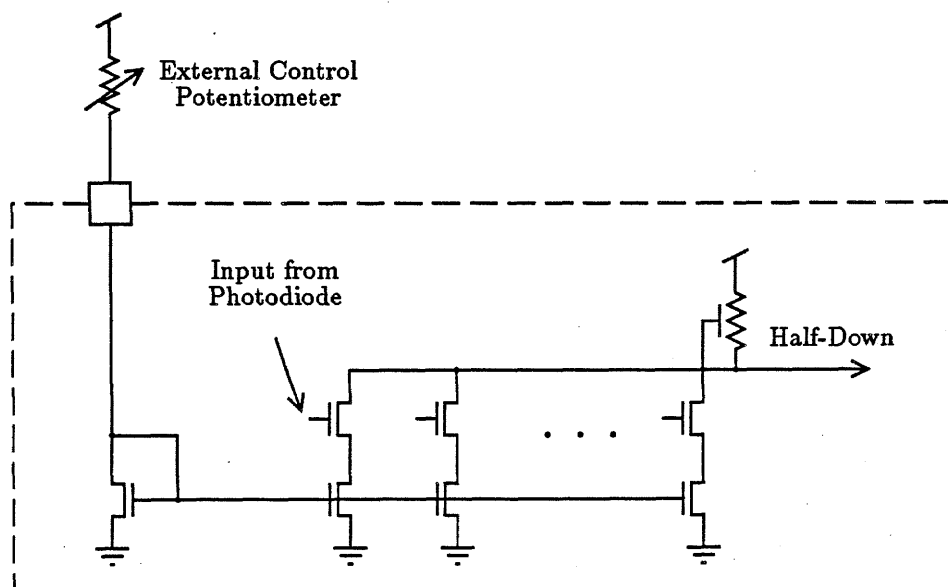 External Control
Potentiometer
Input from
Photodiode
Half-Down